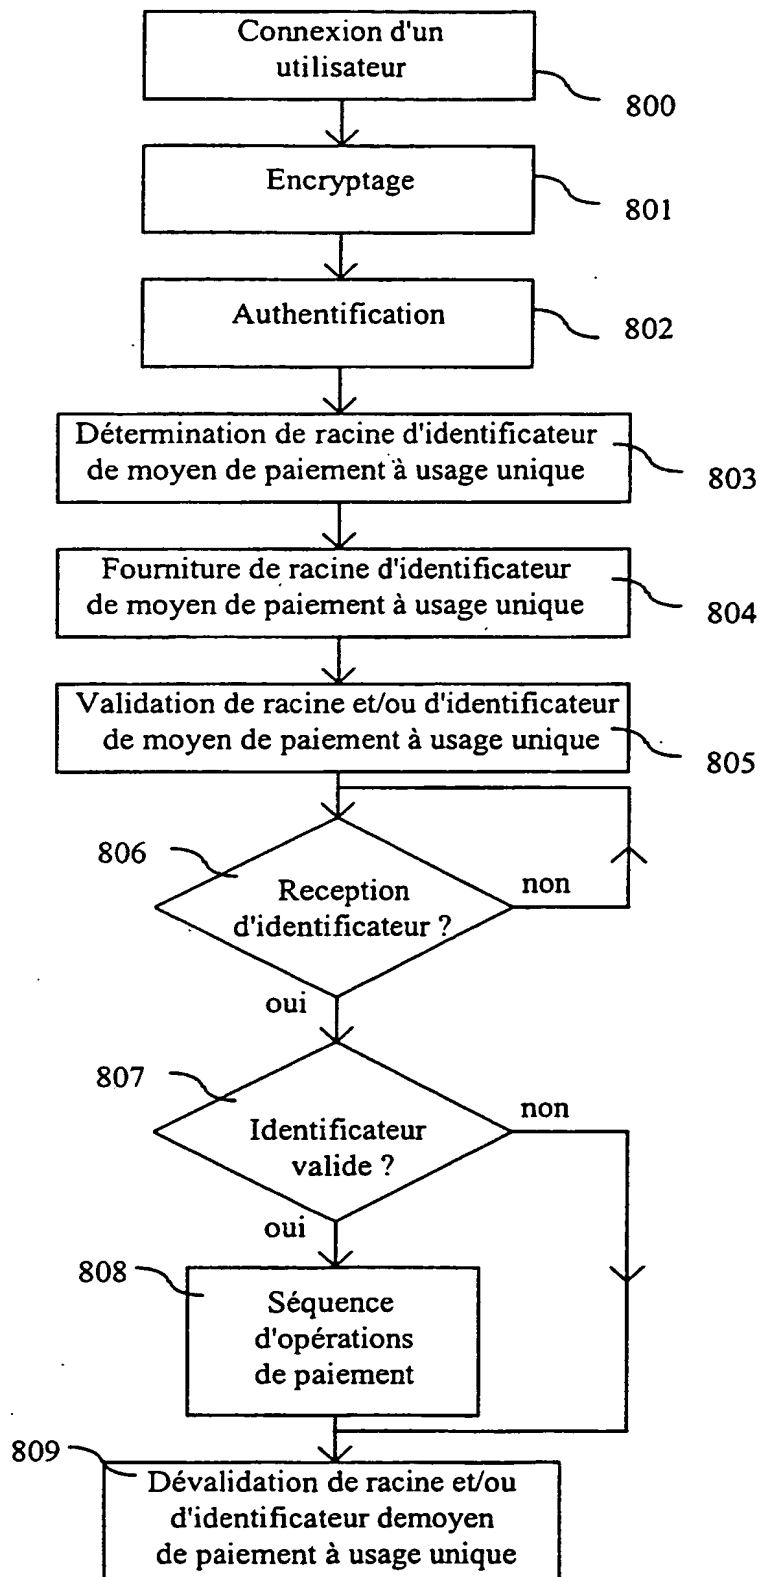 Connexion d'un
utilisateur
800
Encryptage
801
Authentification
802
Détermination de racine d'identificateur
de moyen de paiement à usage unique
803
Fourniture de racine d'identificateur
de moyen de paiement à usage unique
804
Validation de racine et/ou d'identificateur
de moyen de paiement à usage unique
805
806
Reception
d'identificateur ?
non
oui
807
non
Identificateur
valide ?
oui
808
Séquence
d'opérations
de paiement
809
Dévalidation de racine et/ou
d'identificateur demoyen
de paiement à usage unique